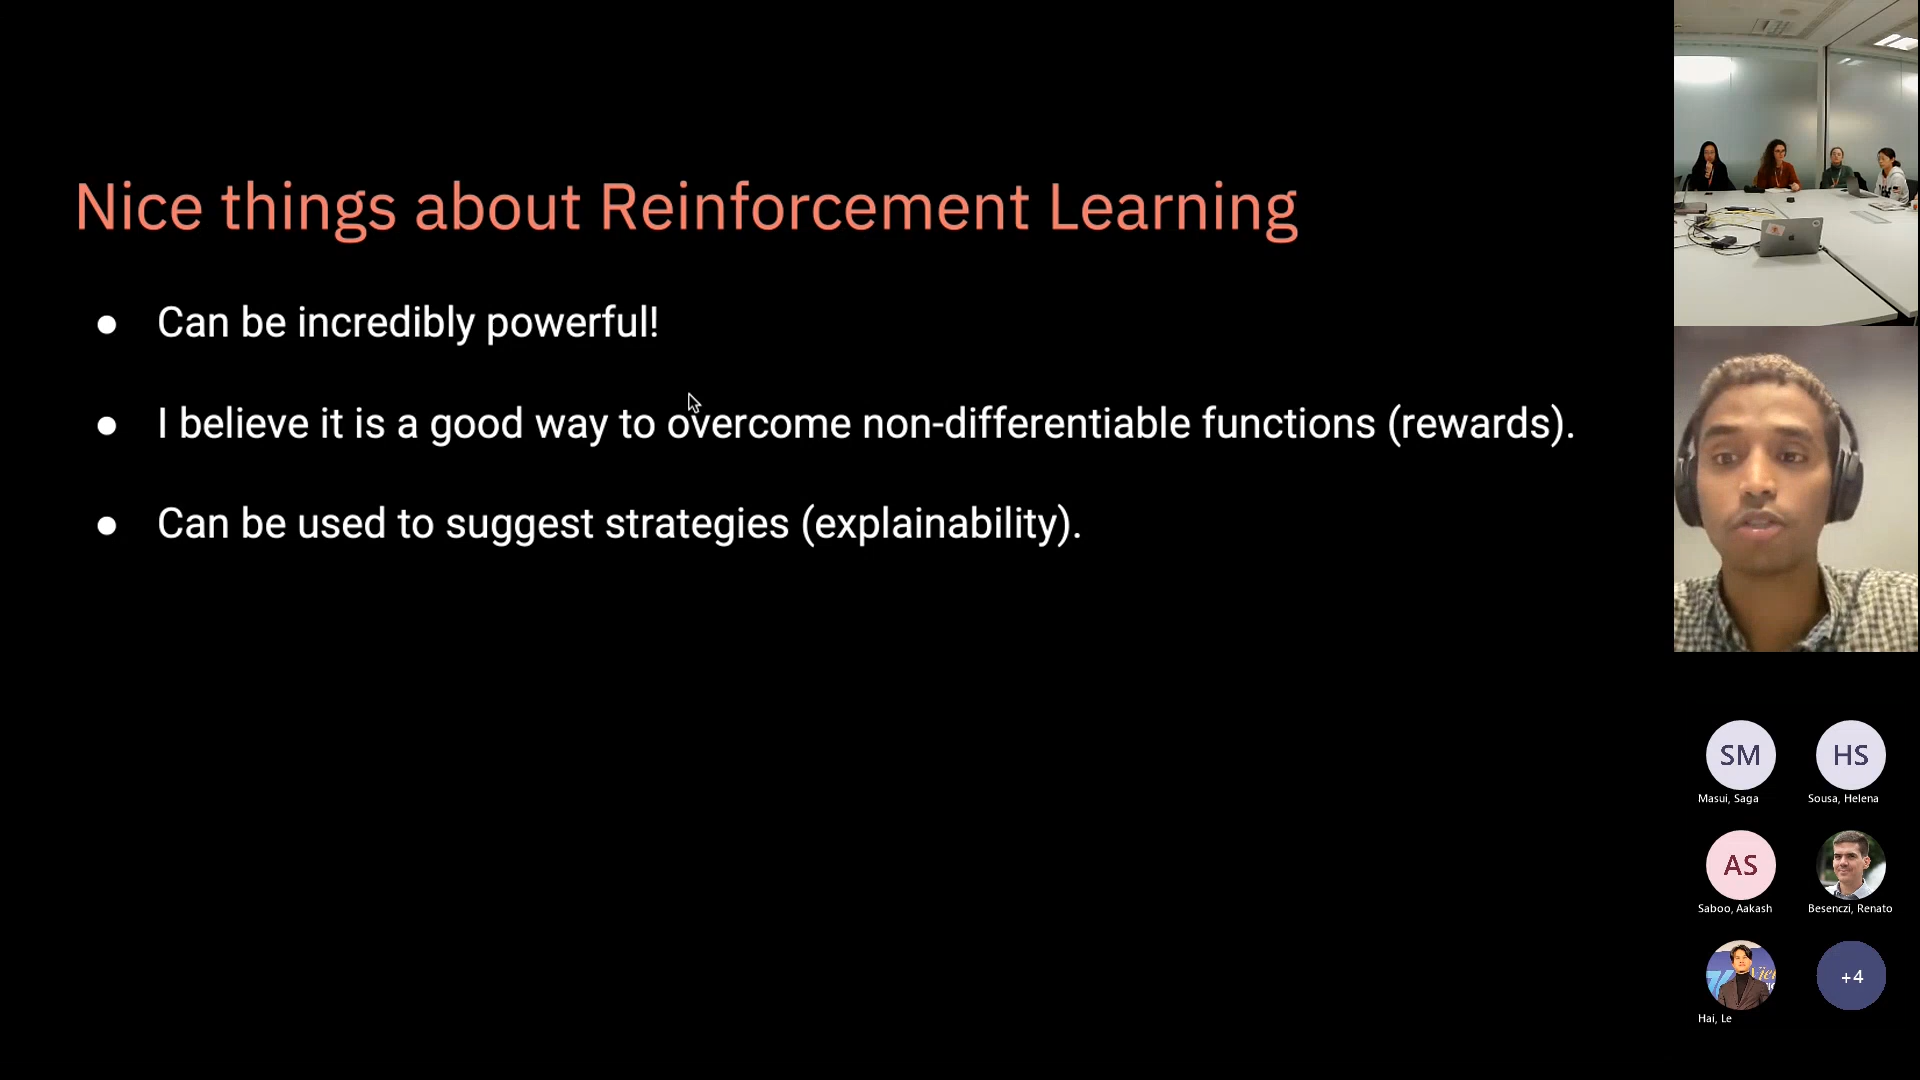 Nice things about Reinforcement Learning
● Can be incredibly powerful!
● I believe it is a good way to overcome non-differentiable functions (rewards).
● Can be used to suggest strategies (explainability).
SM
HS
Masui, Saga
Sousa, Helena
AS
Saboo, Aakash
Besenczi, Renato
Hai, Le
+4